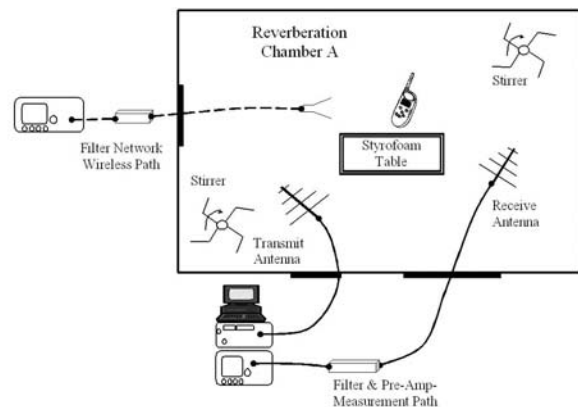 Reverberation
Chamber A
Stirrer
Filter Network
Wireless Path
Styrofoam
Table
Stirrer
Transmit
Antenna
Receive
Antenna
Filter & Pre-Amp-
Measurement Path